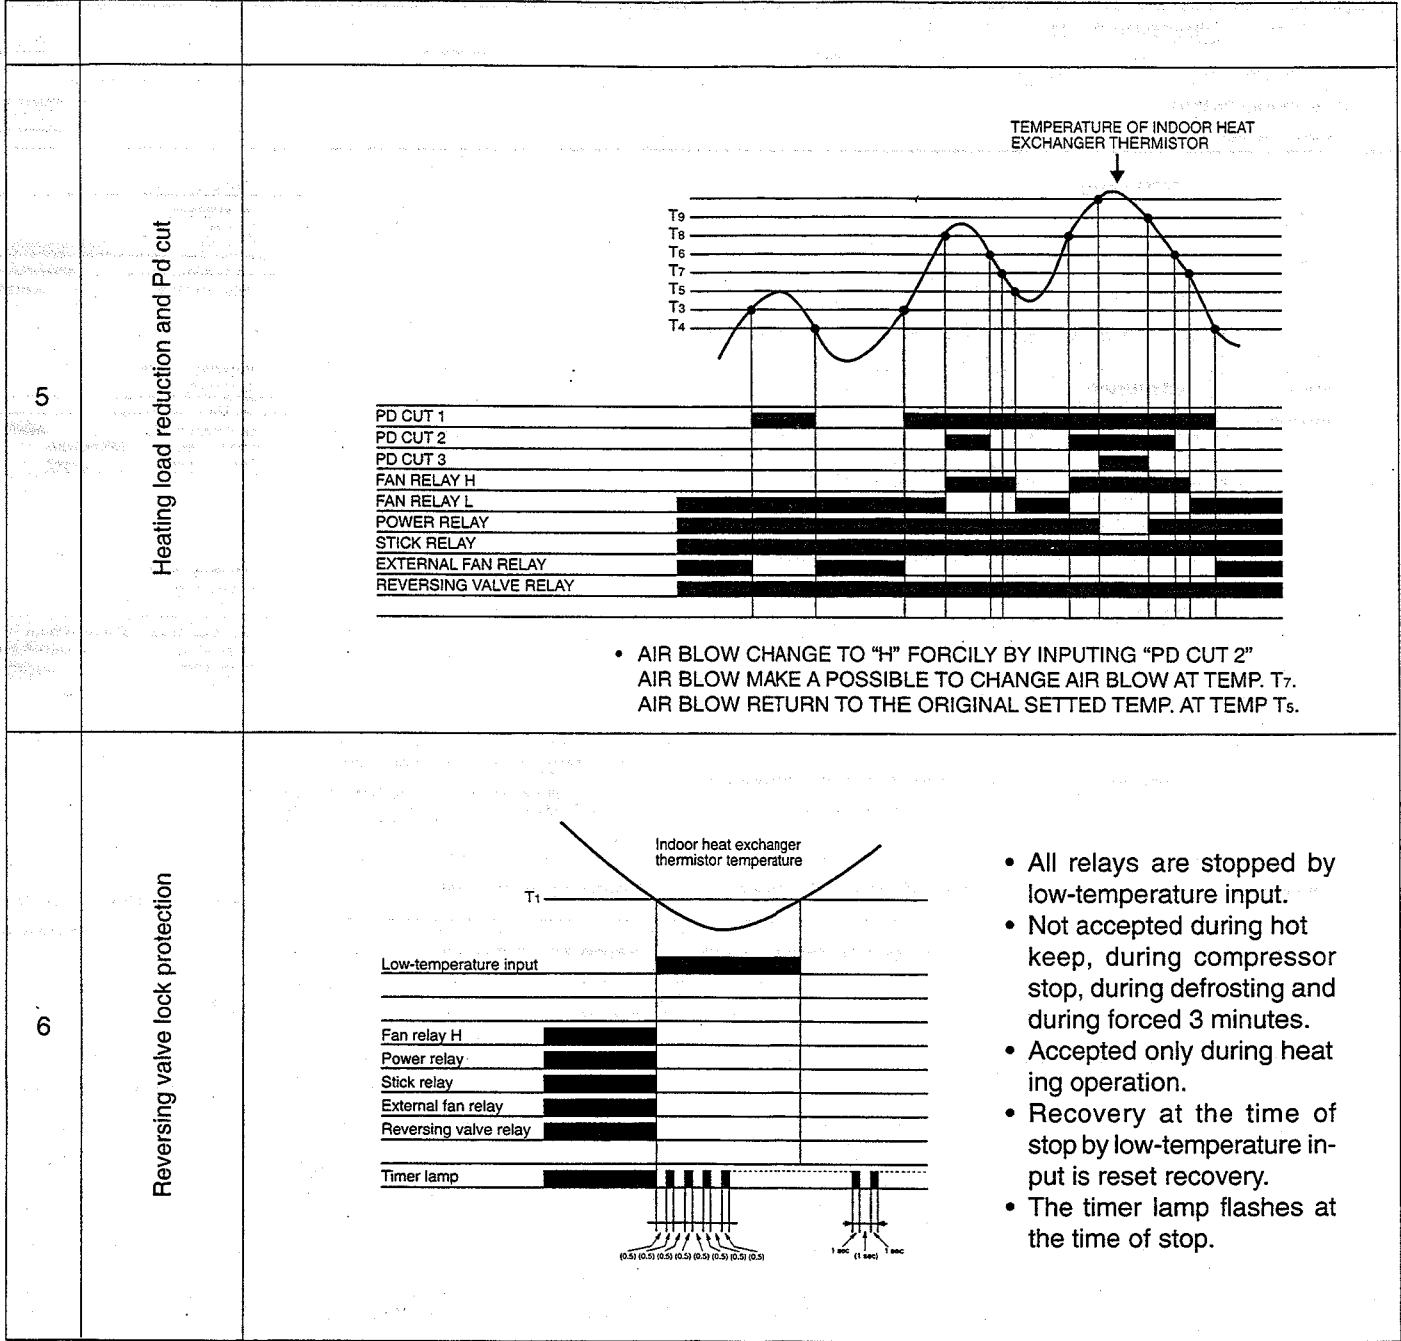 5
Heating load reduction and Pd cut
TEMPERATURE OF INDOOR HEAT
EXCHANGER THERMISTOR
T9
T8
T6
T7
T5
T3
T4
PD CUT 1
PD CUT 2
PD CUT 3
FAN RELAY H
FAN RELAY L
POWER RELAY
STICK RELAY
EXTERNAL FAN RELAY
REVERSING VALVE RELAY
• AIR BLOW CHANGE TO “H” FORCILY BY INPUTING “PD CUT 2”
AIR BLOW MAKE A POSSIBLE TO CHANGE AIR BLOW AT TEMP. T7.
AIR BLOW RETURN TO THE ORIGINAL SETTED TEMP. AT TEMP T5.
6
Reversing valve lock protection
Indoor heat exchanger
thermistor temperature
T1
Low-temperature input
Fan relay H
Power relay
Stick relay
External fan relay
Reversing valve relay
Timer lamp
(0.5) (0.5) (0.5) (0.5) (0.5) (0.5) (0.5) (0.5)
1 sec (1 sec) 1 sec
• All relays are stopped by
low-temperature input.
• Not accepted during hot
keep, during compressor
stop, during defrosting and
during forced 3 minutes.
• Accepted only during heat
ing operation.
• Recovery at the time of
stop by low-temperature in-
put is reset recovery.
• The timer lamp flashes at
the time of stop.